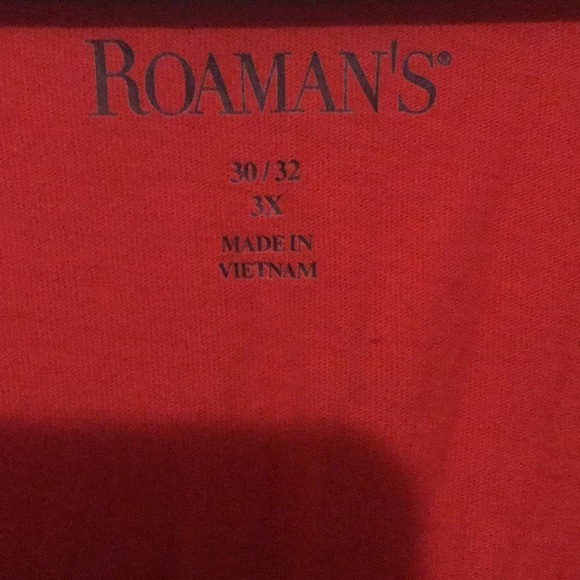 ROAMAN'S®
30/32
3X
MADE IN
VIETNAM